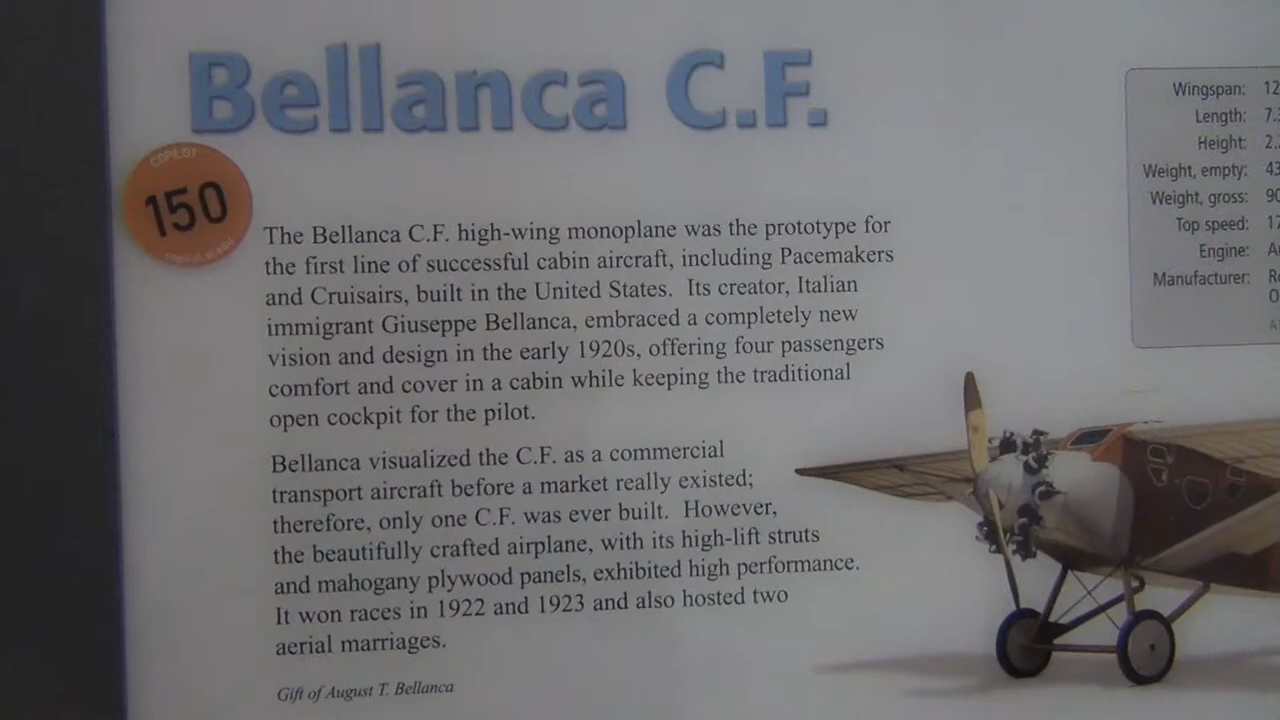 Bellanca C.F.
150
The Bellanca C.F. high-wing monoplane was the prototype for
the first line of successful cabin aircraft, including Pacemakers
and Cruisairs, built in the United States.  Its creator, Italian
immigrant Giuseppe Bellanca, embraced a completely new
vision and design in the early 1920s, offering four passengers
comfort and cover in a cabin while keeping the traditional
open cockpit for the pilot.
Bellanca visualized the C.F. as a commercial
transport aircraft before a market really existed;
therefore, only one C.F. was ever built.  However,
the beautifully crafted airplane, with its high-lift struts
and mahogany plywood panels, exhibited high performance.
It won races in 1922 and 1923 and also hosted two
aerial marriages.
Gift of August T. Bellanca
Wingspan: 12
Length: 7.
Height: 2.
Weight, empty: 43
Weight, gross: 90
Top speed: 17
Engine: A
Manufacturer: